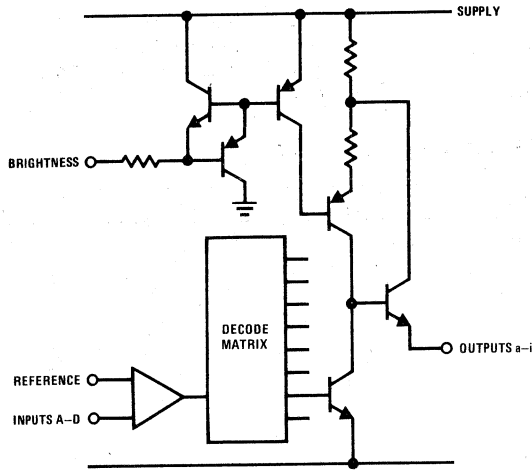 SUPPLY
BRIGHTNESS
DECODE
MATRIX
OUTPUTS a-i
REFERENCE
INPUTS A-D